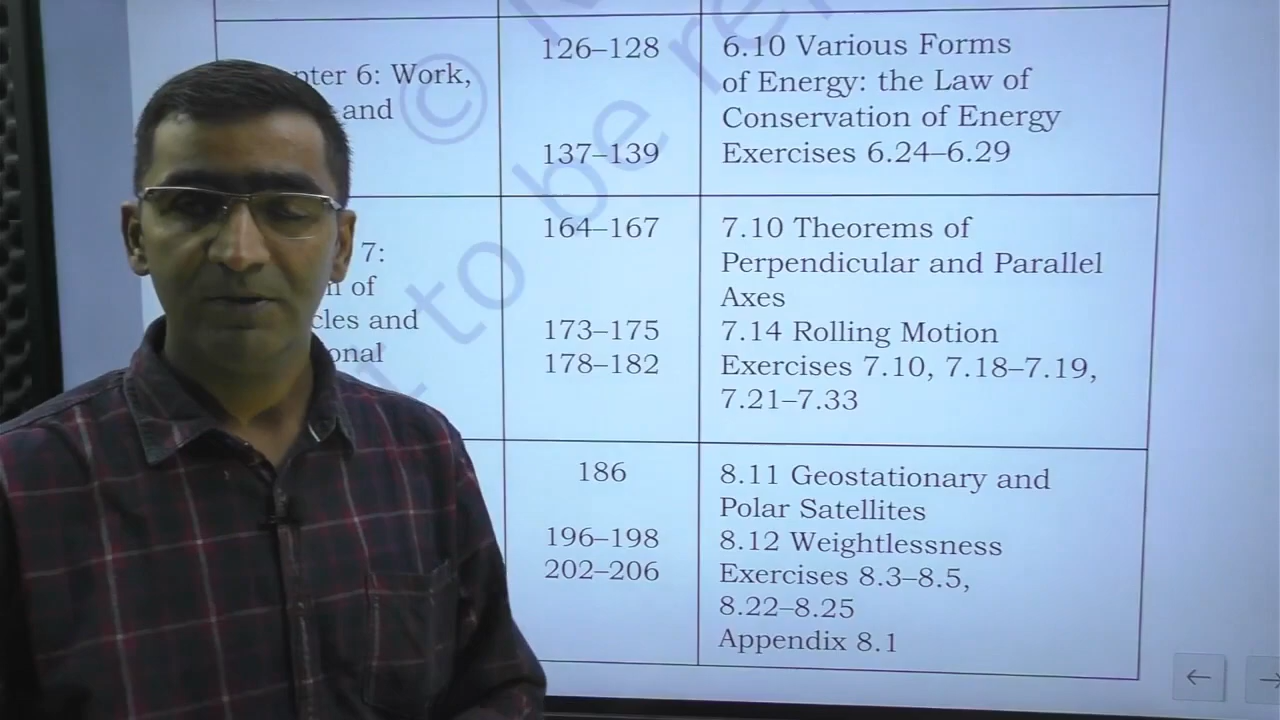 126–128
6.10 Various Forms
pter 6: Work,
of Energy: the Law of
and
Conservation of Energy
137–139
Exercises 6.24–6.29
164–167
7.10 Theorems of
7:
Perpendicular and Parallel
of
Axes
cles and
173–175
7.14 Rolling Motion
onal
178–182
Exercises 7.10, 7.18–7.19,
7.21–7.33
186
8.11 Geostationary and
Polar Satellites
196–198
8.12 Weightlessness
202–206
Exercises 8.3–8.5,
8.22–8.25
Appendix 8.1
©
to be re